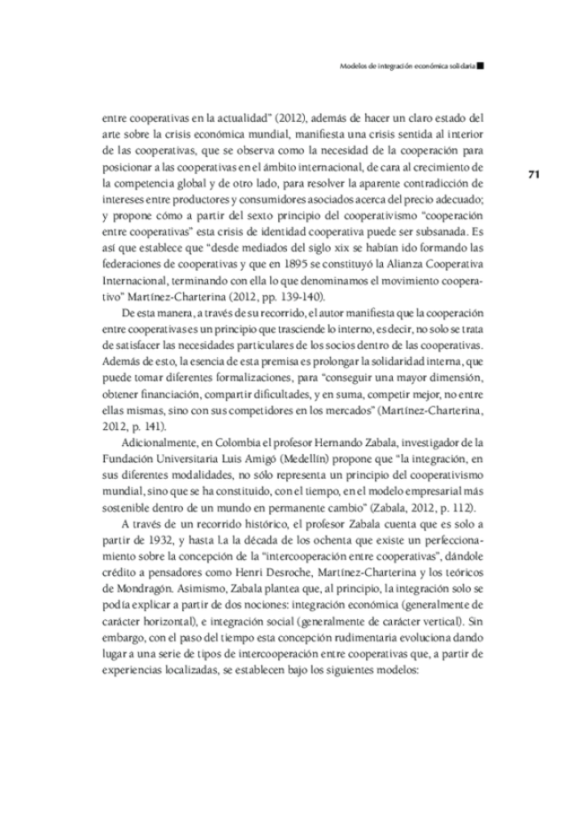 Modelos de integración económica solidaria
entre cooperativas en la actualidad” (2012), además de hacer un claro estado del
arte sobre la crisis económica mundial, manifiesta una crisis sentida al interior
de las cooperativas, que se observa como la necesidad de la cooperación para
posicionar a las cooperativas en el ámbito internacional, de cara al crecimiento de
71
la competencia global y de otro lado, para resolver la aparente contradicción de
intereses entre productores y consumidores asociados acerca del precio adecuado;
y propone cómo a partir del sexto principio del cooperativismo “cooperación
entre cooperativas” esta crisis de identidad cooperativa puede ser subsanada. Es
así que establece que “desde mediados del siglo xix se habían ido formando las
federaciones de cooperativas y que en 1895 se constituyó la Alianza Cooperativa
Internacional, terminando con ella lo que denominamos el movimiento coopera-
tivo” Martínez-Charterina (2012, pp. 139-140).
De esta manera, a través de su recorrido, el autor manifiesta que la cooperación
entre cooperativas es un principio que trasciende lo interno, es decir, no solo se trata
de satisfacer las necesidades particulares de los socios dentro de las cooperativas.
Además de esto, la esencia de esta premisa es prolongar la solidaridad interna, que
puede tomar diferentes formalizaciones, para “conseguir una mayor dimensión,
obtener financiación, compartir dificultades, y en suma, competir mejor, no entre
ellas mismas, sino con sus competidores en los mercados” (Martínez-Charterina,
2012, p. 141).
Adicionalmente, en Colombia el profesor Hernando Zabala, investigador de la
Fundación Universitaria Luis Amigó (Medellín) propone que “la integración, en
sus diferentes modalidades, no sólo representa un principio del cooperativismo
mundial, sino que se ha constituido, con el tiempo, en el modelo empresarial más
sostenible dentro de un mundo en permanente cambio” (Zabala, 2012, p. 112).
A través de un recorrido histórico, el profesor Zabala cuenta que es solo a
partir de 1932, y hasta La la década de los ochenta que existe un perfecciona-
miento sobre la concepción de la “intercooperación entre cooperativas”, dándole
crédito a pensadores como Henri Desroche, Martínez-Charterina y los teóricos
de Mondragón. Asimismo, Zabala plantea que, al principio, la integración solo se
podía explicar a partir de dos nociones: integración económica (generalmente de
carácter horizontal), e integración social (generalmente de carácter vertical). Sin
embargo, con el paso del tiempo esta concepción rudimentaria evoluciona dando
lugar a una serie de tipos de intercooperación entre cooperativas que, a partir de
experiencias localizadas, se establecen bajo los siguientes modelos: